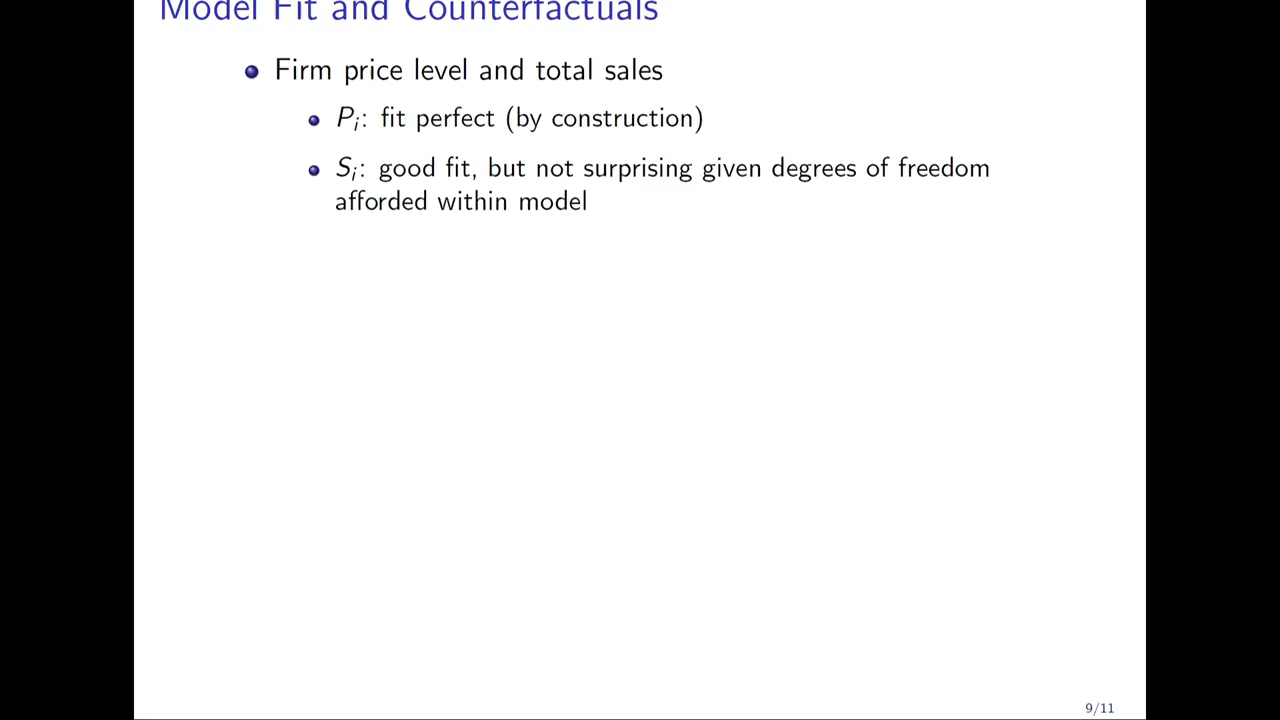 Model Fit and Counterfactuals
Firm price level and total sales
P_i: fit perfect (by construction)
S_i: good fit, but not surprising given degrees of freedom
afforded within model
9/11